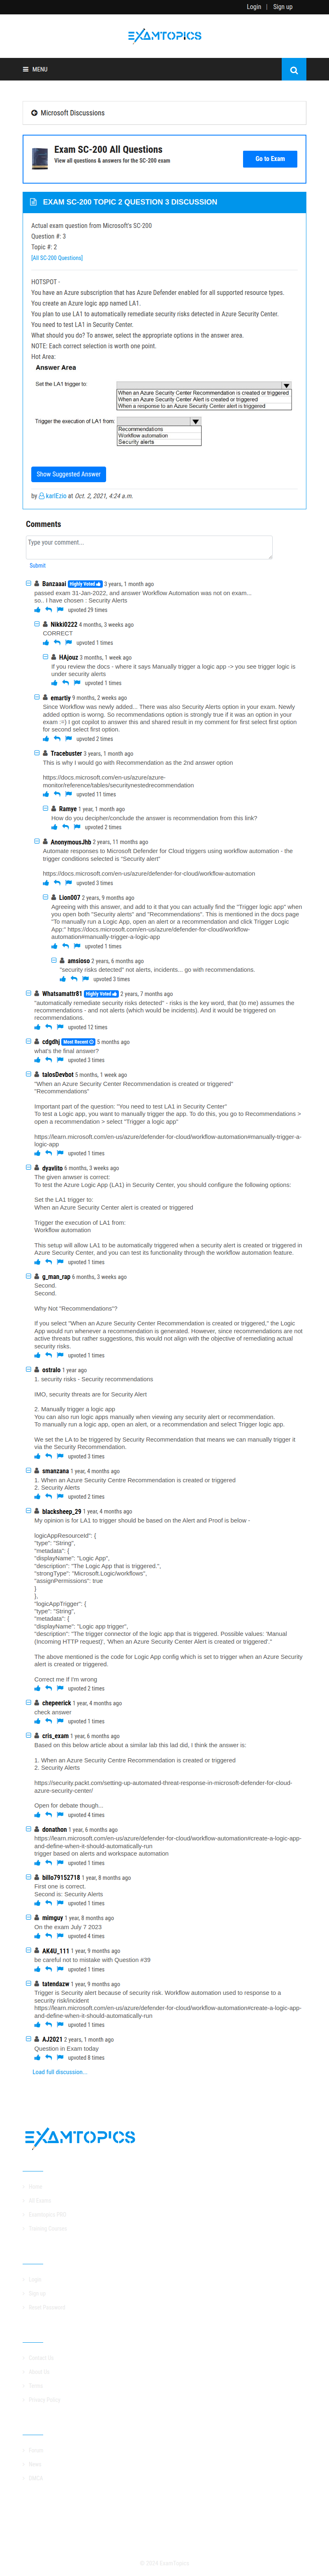 Login | Sign up
EXAMTOPICS
MENU
Microsoft Discussions
Exam SC-200 All Questions
View all questions & answers for the SC-200 exam
Go to Exam
EXAM SC-200 TOPIC 2 QUESTION 3 DISCUSSION
Actual exam question from Microsoft's SC-200
Question #: 3
Topic #: 2
[All SC-200 Questions]
HOTSPOT -
You have an Azure subscription that has Azure Defender enabled for all supported resource types.
You create an Azure logic app named LA1.
You plan to use LA1 to automatically remediate security risks detected in Azure Security Center.
You need to test LA1 in Security Center.
What should you do? To answer, select the appropriate options in the answer area.
NOTE: Each correct selection is worth one point.
Hot Area:
Answer Area
Set the LA1 trigger to:
When an Azure Security Center Recommendation is created or triggered
When an Azure Security Center Alert is created or triggered
When a response to an Azure Security Center alert is triggered
Trigger the execution of LA1 from:
Recommendations
Workflow automation
Security alerts
Show Suggested Answer
by karlEzio at Oct. 2, 2021, 4:24 a.m.
Comments
Type your comment...
Submit
Banzaaai Highly Voted 3 years, 1 month ago
passed exam 31-Jan-2022, and answer Workflow Automation was not on exam...
so.. I have chosen : Security Alerts
upvoted 29 times
Nikki0222 4 months, 3 weeks ago
CORRECT
upvoted 1 times
HAjouz 3 months, 1 week ago
If you review the docs - where it says Manually trigger a logic app -> you see trigger logic is under security alerts
upvoted 1 times
emartiy 9 months, 2 weeks ago
Since Workflow was newly added... There was also Security Alerts option in your exam. Newly added option is wrong. So recommendations option is strongly true if it was an option in your exam :=) I got copilot to answer this and shared result in my comment for first select first option for second select first option.
upvoted 2 times
Tracebuster 3 years, 1 month ago
This is why I would go with Recommendation as the 2nd answer option
https://docs.microsoft.com/en-us/azure/azure-monitor/reference/tables/securitynestedrecommendation
upvoted 11 times
Ramye 1 year, 1 month ago
How do you decipher/conclude the answer is recommendation from this link?
upvoted 2 times
AnonymousJhb 2 years, 11 months ago
Automate responses to Microsoft Defender for Cloud triggers using workflow automation - the trigger conditions selected is "Security alert"
https://docs.microsoft.com/en-us/azure/defender-for-cloud/workflow-automation
upvoted 3 times
Lion007 2 years, 9 months ago
Agreeing with this answer, and add to it that you can actually find the "Trigger logic app" when you open both "Security alerts" and "Recommendations". This is mentioned in the docs page "To manually run a Logic App, open an alert or a recommendation, and click Trigger Logic App:" https://docs.microsoft.com/en-us/azure/defender-for-cloud/workflow-automation#manually-trigger-a-logic-app
upvoted 1 times
amsioso 2 years, 6 months ago
"security risks detected" not alerts, incidents... go with recommendations.
upvoted 3 times
Whatsamattr81 Highly Voted 2 years, 7 months ago
"automatically remediate security risks detected" - risks is the key word, that (to me) assumes the recommendations - and not alerts (which would be incidents). And it would be triggered on recommendations.
upvoted 12 times
cdgdhj Most Recent 5 months ago
what's the final answer?
upvoted 3 times
talosDevbot 5 months, 1 week ago
"When an Azure Security Center Recommendation is created or triggered"
"Recommendations"
Important part of the question: "You need to test LA1 in Security Center"
To test a Logic app, you want to manually trigger the app. To do this, you go to Recommendations > open a recommendation > select "Trigger a logic app"
https://learn.microsoft.com/en-us/azure/defender-for-cloud/workflow-automation#manually-trigger-a-logic-app
upvoted 1 times
dyavlito 6 months, 3 weeks ago
The given awnser is correct:
To test the Azure Logic App (LA1) in Security Center, you should configure the following options:
Set the LA1 trigger to:
When an Azure Security Center alert is created or triggered
Trigger the execution of LA1 from:
Workflow automation
This setup will allow LA1 to be automatically triggered when a security alert is created or triggered in Azure Security Center, and you can test its functionality through the workflow automation feature.
upvoted 1 times
g_man_rap 6 months, 3 weeks ago
Second.
Second.
Why Not "Recommendations"?
If you select "When an Azure Security Center Recommendation is created or triggered," the Logic App would run whenever a recommendation is generated. However, since recommendations are not active threats but rather suggestions, this would not align with the objective of remediating actual security risks.
upvoted 1 times
ostralo 1 year ago
1. security risks - Security recommendations
IMO, security threats are for Security Alert
2. Manually trigger a logic app
You can also run logic apps manually when viewing any security alert or recommendation.
To manually run a logic app, open an alert, or a recommendation and select Trigger logic app.
We set the LA to be triggered by Security Recommendation that means we can manually trigger it via the Security Recommendation.
upvoted 3 times
smanzana 1 year, 4 months ago
1. When an Azure Security Centre Recommendation is created or triggered
2. Security Alerts
upvoted 2 times
blacksheep_29 1 year, 4 months ago
My opinion is for LA1 to trigger should be based on the Alert and Proof is below -
logicAppResourceId": {
"type": "String",
"metadata": {
"displayName": "Logic App",
"description": "The Logic App that is triggered.",
"strongType": "Microsoft.Logic/workflows",
"assignPermissions": true
}
},
"logicAppTrigger": {
"type": "String",
"metadata": {
"displayName": "Logic app trigger",
"description": "The trigger connector of the logic app that is triggered. Possible values: 'Manual (Incoming HTTP request)', 'When an Azure Security Center Alert is created or triggered'."
The above mentioned is the code for Logic App config which is set to trigger when an Azure Security alert is created or triggered.
Correct me If I'm wrong
upvoted 2 times
chepeerick 1 year, 4 months ago
check answer
upvoted 1 times
cris_exam 1 year, 6 months ago
Based on this below article about a similar lab this lad did, I think the answer is:
1. When an Azure Security Centre Recommendation is created or triggered
2. Security Alerts
https://security.packt.com/setting-up-automated-threat-response-in-microsoft-defender-for-cloud-azure-security-center/
Open for debate though...
upvoted 4 times
donathon 1 year, 6 months ago
https://learn.microsoft.com/en-us/azure/defender-for-cloud/workflow-automation#create-a-logic-app-and-define-when-it-should-automatically-run
trigger based on alerts and workspace automation
upvoted 1 times
billo79152718 1 year, 8 months ago
First one is correct.
Second is: Security Alerts
upvoted 1 times
mimguy 1 year, 8 months ago
On the exam July 7 2023
upvoted 4 times
AK4U_111 1 year, 9 months ago
be careful not to mistake with Question #39
upvoted 1 times
tatendazw 1 year, 9 months ago
Trigger is Security alert because of security risk. Workflow automation used to response to a security risk/incident
https://learn.microsoft.com/en-us/azure/defender-for-cloud/workflow-automation#create-a-logic-app-and-define-when-it-should-automatically-run
upvoted 1 times
AJ2021 2 years, 1 month ago
Question in Exam today
upvoted 8 times
Load full discussion...
EXAMTOPICS